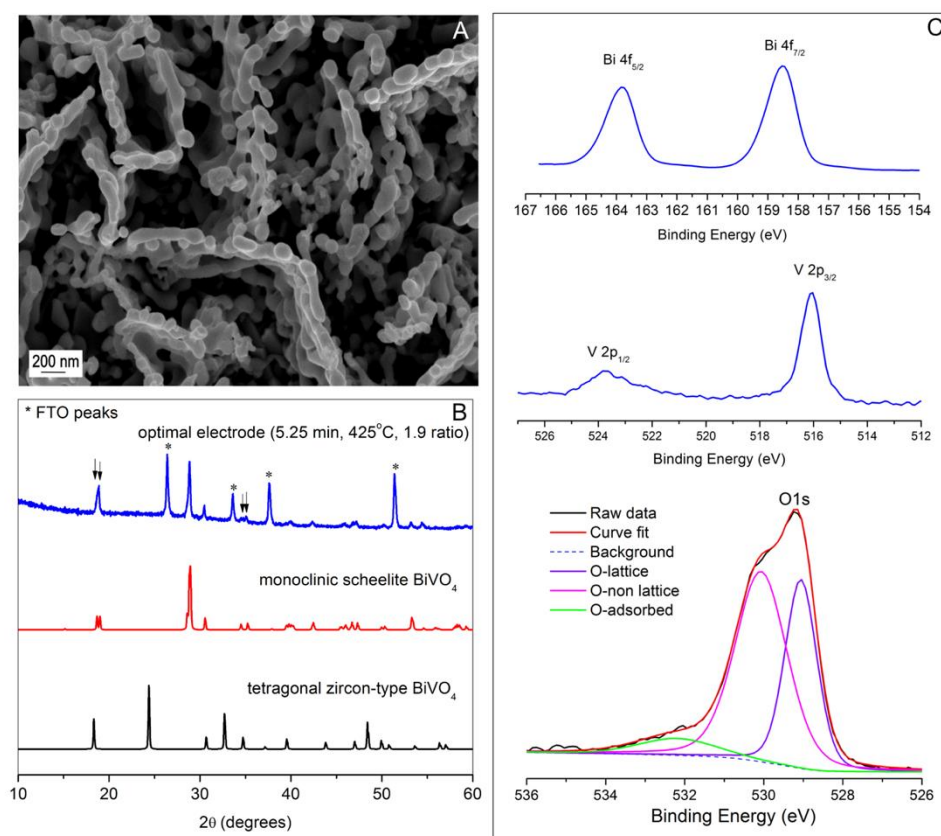 A
200 nm
B
* FTO peaks
optimal electrode (5.25 min, 425°C, 1.9 ratio)
* * * *
monoclinic scheelite BiVO₄
tetragonal zircon-type BiVO₄
10 20 30 40 50 60
2θ (degrees)
C
Bi 4f₅/₂
Bi 4f₇/₂
167 166 165 164 163 162 161 160 159 158 157 156 155 154
Binding Energy (eV)
V 2p₃/₂
V 2p₁/₂
526 524 522 520 518 516 514 512
Binding Energy (eV)
O1s
Raw data
Curve fit
Background
O-lattice
O-non lattice
O-adsorbed
536 534 532 530 528 526
Binding Energy (eV)